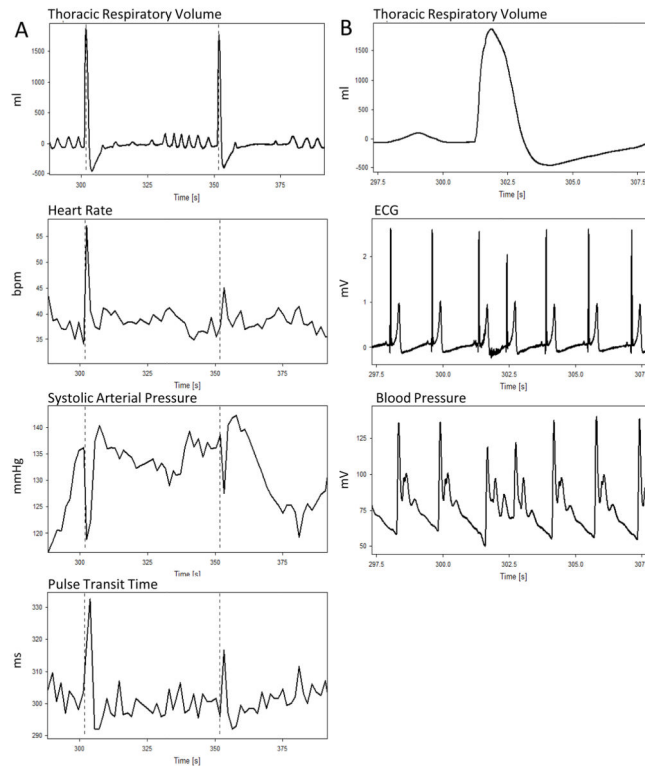 A
Thoracic Respiratory Volume
ml
1500
1000
500
0
-500
300
325
350
375
Time [s]
Heart Rate
bpm
55
50
45
40
35
300
325
350
375
Time [s]
Systolic Arterial Pressure
mmHg
140
135
130
125
120
300
325
350
375
Time [s]
Pulse Transit Time
ms
330
320
310
300
290
300
325
350
375
Time [s]
B
Thoracic Respiratory Volume
ml
1500
1000
500
0
-500
297.5
300.0
302.5
305.0
307.
Time [s]
ECG
mV
2
1
0
297.5
300.0
302.5
305.0
307.
Time [s]
Blood Pressure
mV
125
100
75
50
297.5
300.0
302.5
305.0
307.
Time [s]